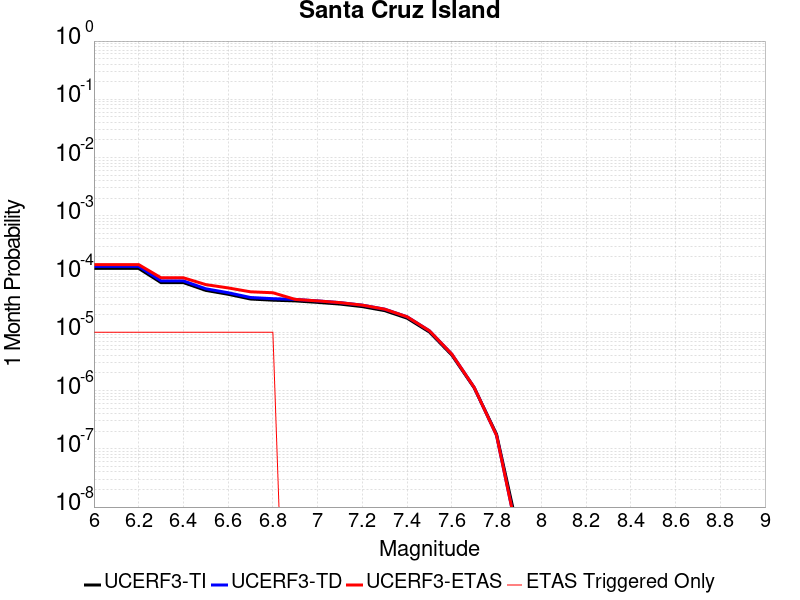 Santa Cruz Island
10^0
10^-1
10^-2
10^-3
10^-4
10^-5
10^-6
10^-7
10^-8
1 Month Probability
6 6.2 6.4 6.6 6.8 7 7.2 7.4 7.6 7.8 8 8.2 8.4 8.6 8.8 9
Magnitude
UCERF3-TI UCERF3-TD UCERF3-ETAS ETAS Triggered Only